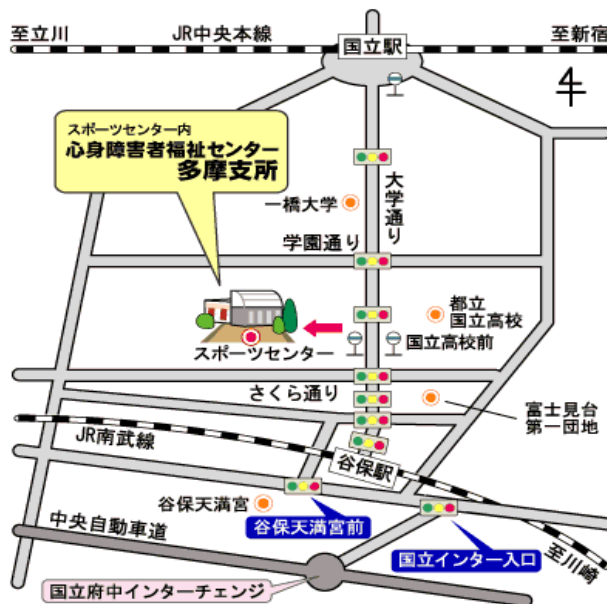 至立川
JR中央本線
国立駅
至新宿
スポーツセンター内
心身障害者福祉センター
多摩支所
大学通り
一橋大学
学園通り
都立
国立高校
国立高校前
スポーツセンター
さくら通り
富士見台
第一団地
JR南武線
谷保駅
谷保天満宮
谷保天満宮前
中央自動車道
国立インター入口
至川崎
国立府中インターチェンジ